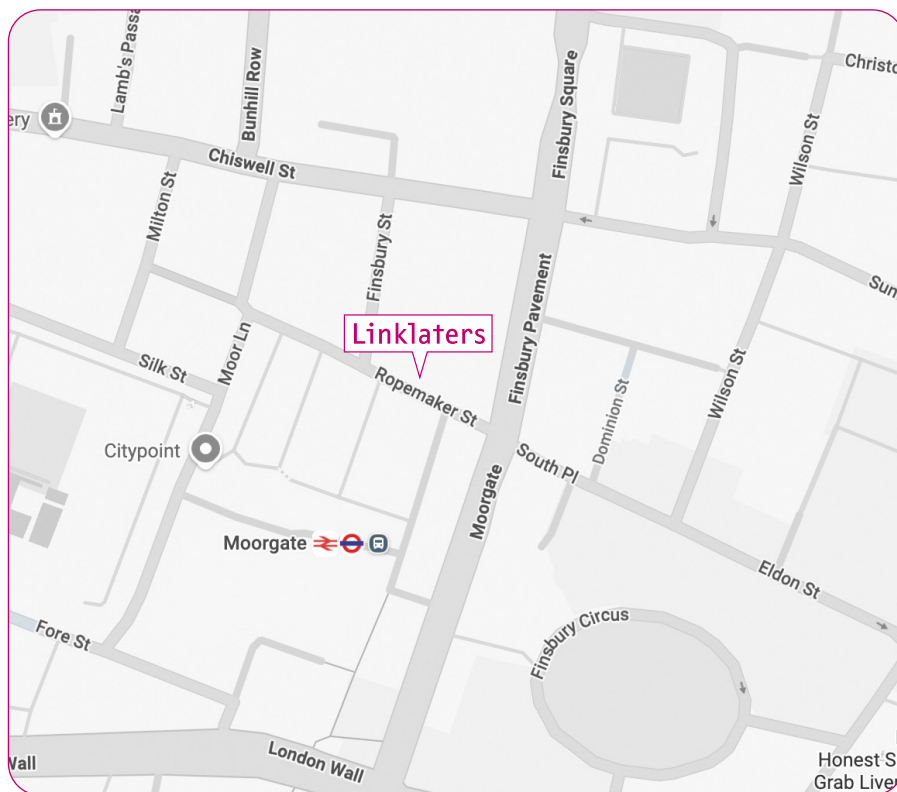 Lamb's Passa
Bunhill Row
Finsbury Square
Christo
ery
Wilson St
Chiswell St
Milton St
Finsbury St
Finsbury Pavement
Sun
Linklaters
Moor Ln
Silk St
Ropemaker St
Dominion St
Wilson St
Citypoint
South Pl
Moorgate
Moorgate
Eldon St
Fore St
Finsbury Circus
Wall
London Wall
Honest S
Grab Liver